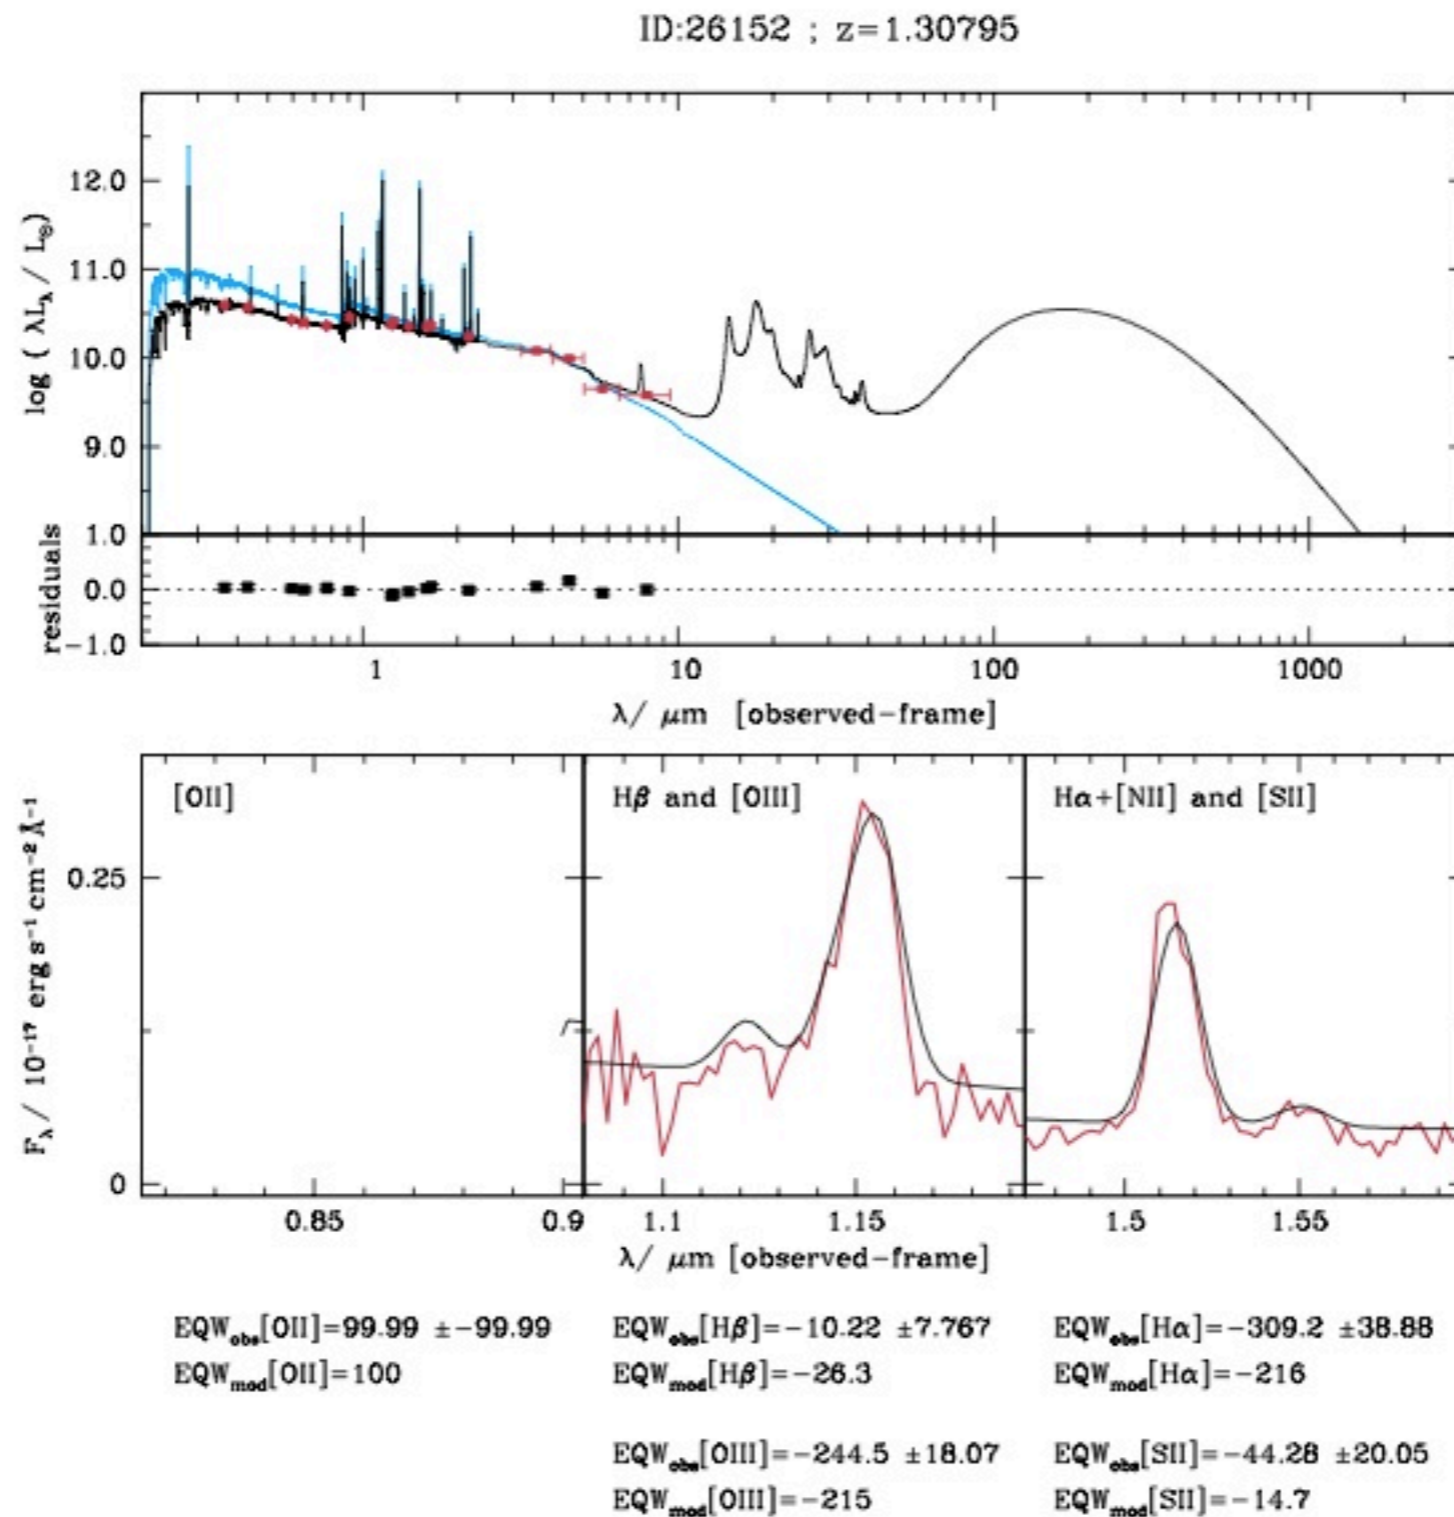 ID:26152 ; z=1.30795
log ( λL_λ / L_⊙)
12.0
11.0
10.0
9.0
1.0
residuals
0.0
−1.0
1 10 100 1000
λ/ μm [observed−frame]
F_λ / 10⁻¹⁷ erg s⁻¹ cm⁻² Å⁻¹
0.25
0
[OII]
Hβ and [OIII]
Hα+[NII] and [SII]
0.85 0.9 1.1 1.15 1.5 1.55
λ/ μm [observed−frame]
EQW_obs[OII]=99.99 ±−99.99
EQW_mod[OII]=100
EQW_obs[Hβ]=−10.22 ±7.767
EQW_mod[Hβ]=−26.3
EQW_obs[OIII]=−244.5 ±18.07
EQW_mod[OIII]=−215
EQW_obs[Hα]=−309.2 ±38.88
EQW_mod[Hα]=−216
EQW_obs[SII]=−44.28 ±20.05
EQW_mod[SII]=−14.7